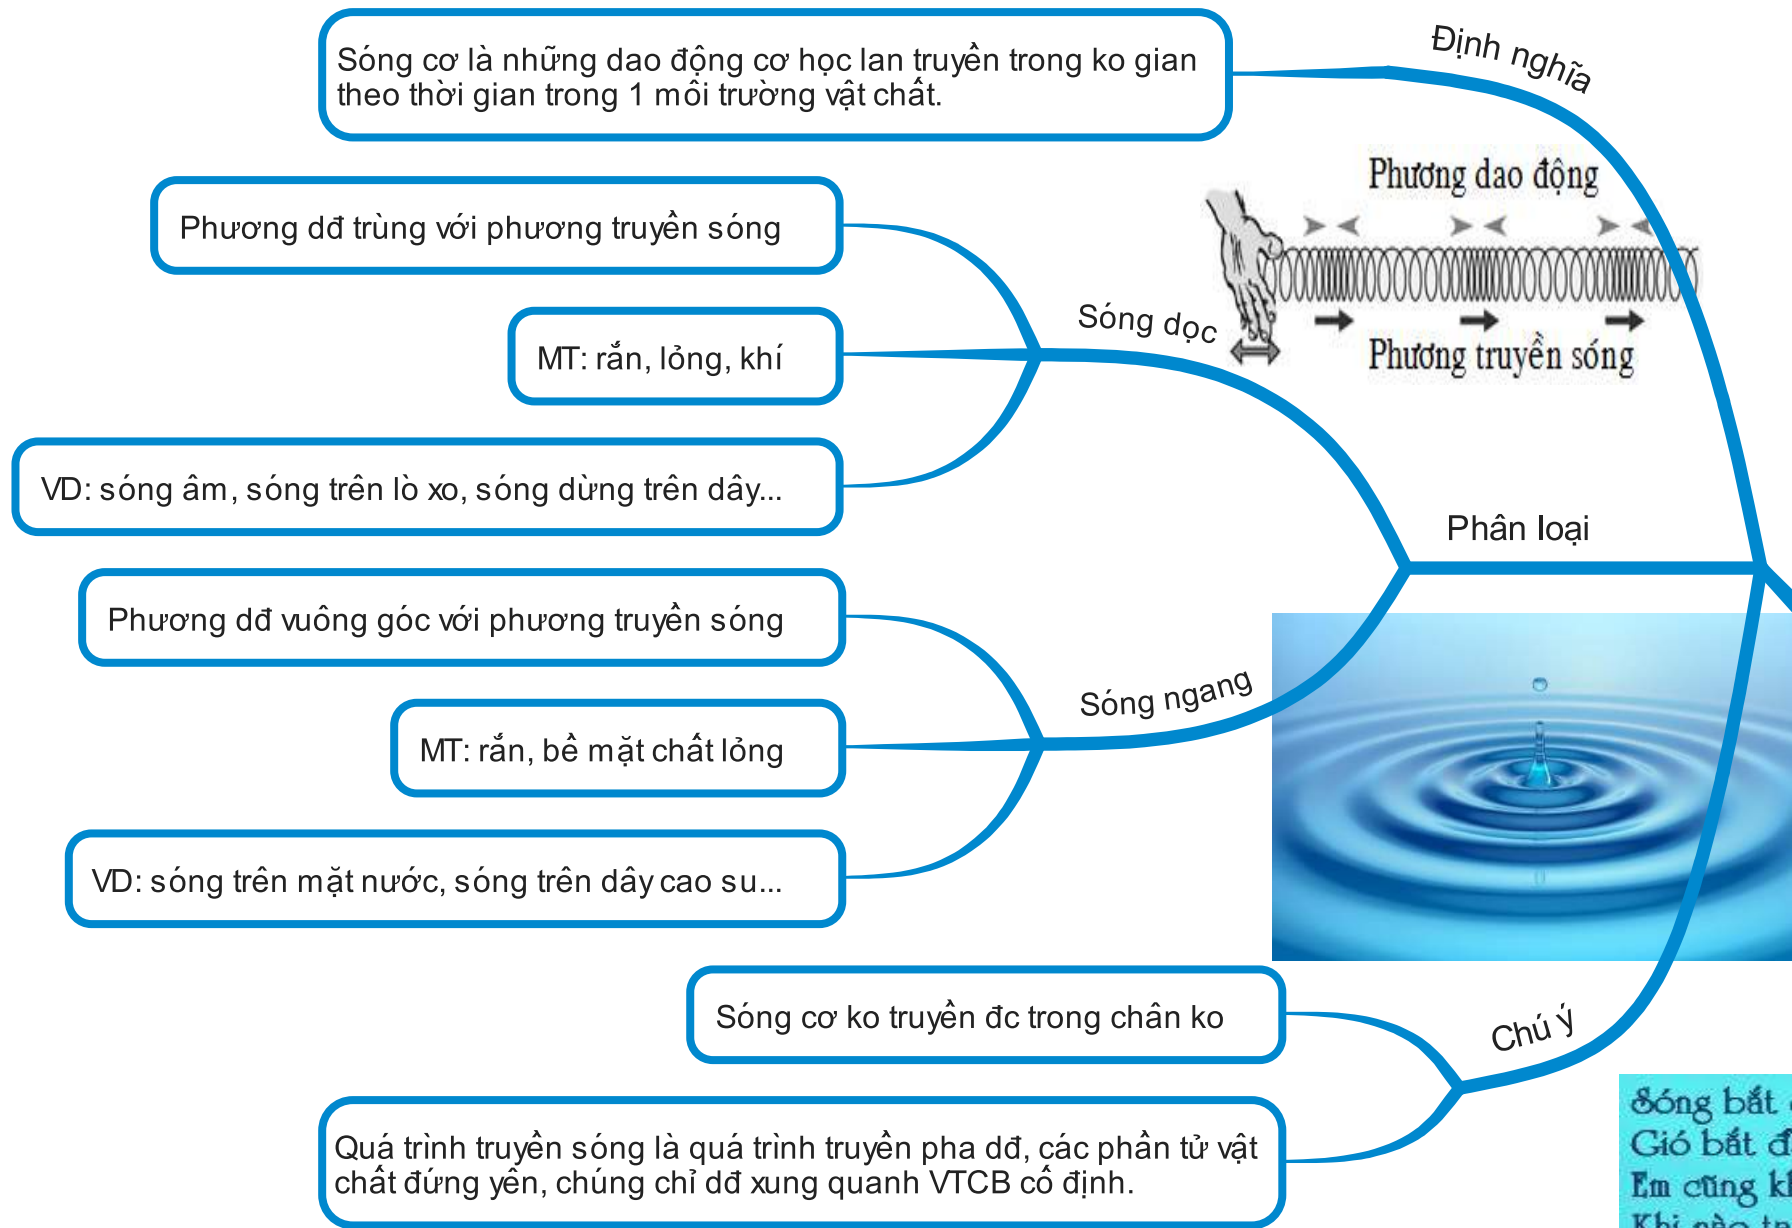 Định nghĩa
Sóng cơ là những dao động cơ học lan truyền trong ko gian
theo thời gian trong 1 môi trường vật chất.
Phương dao động
Phương truyền sóng
Phân loại
Sóng dọc
Phương dđ trùng với phương truyền sóng
MT: rắn, lỏng, khí
VD: sóng âm, sóng trên lò xo, sóng dừng trên dây...
Sóng ngang
Phương dđ vuông góc với phương truyền sóng
MT: rắn, bề mặt chất lỏng
VD: sóng trên mặt nước, sóng trên dây cao su...
Chú ý
Sóng cơ ko truyền đc trong chân ko
Quá trình truyền sóng là quá trình truyền pha dđ, các phần tử vật
chất đứng yên, chúng chỉ dđ xung quanh VTCB cố định.
Sóng bắt
Gió bắt
Em cũng
Khi nào